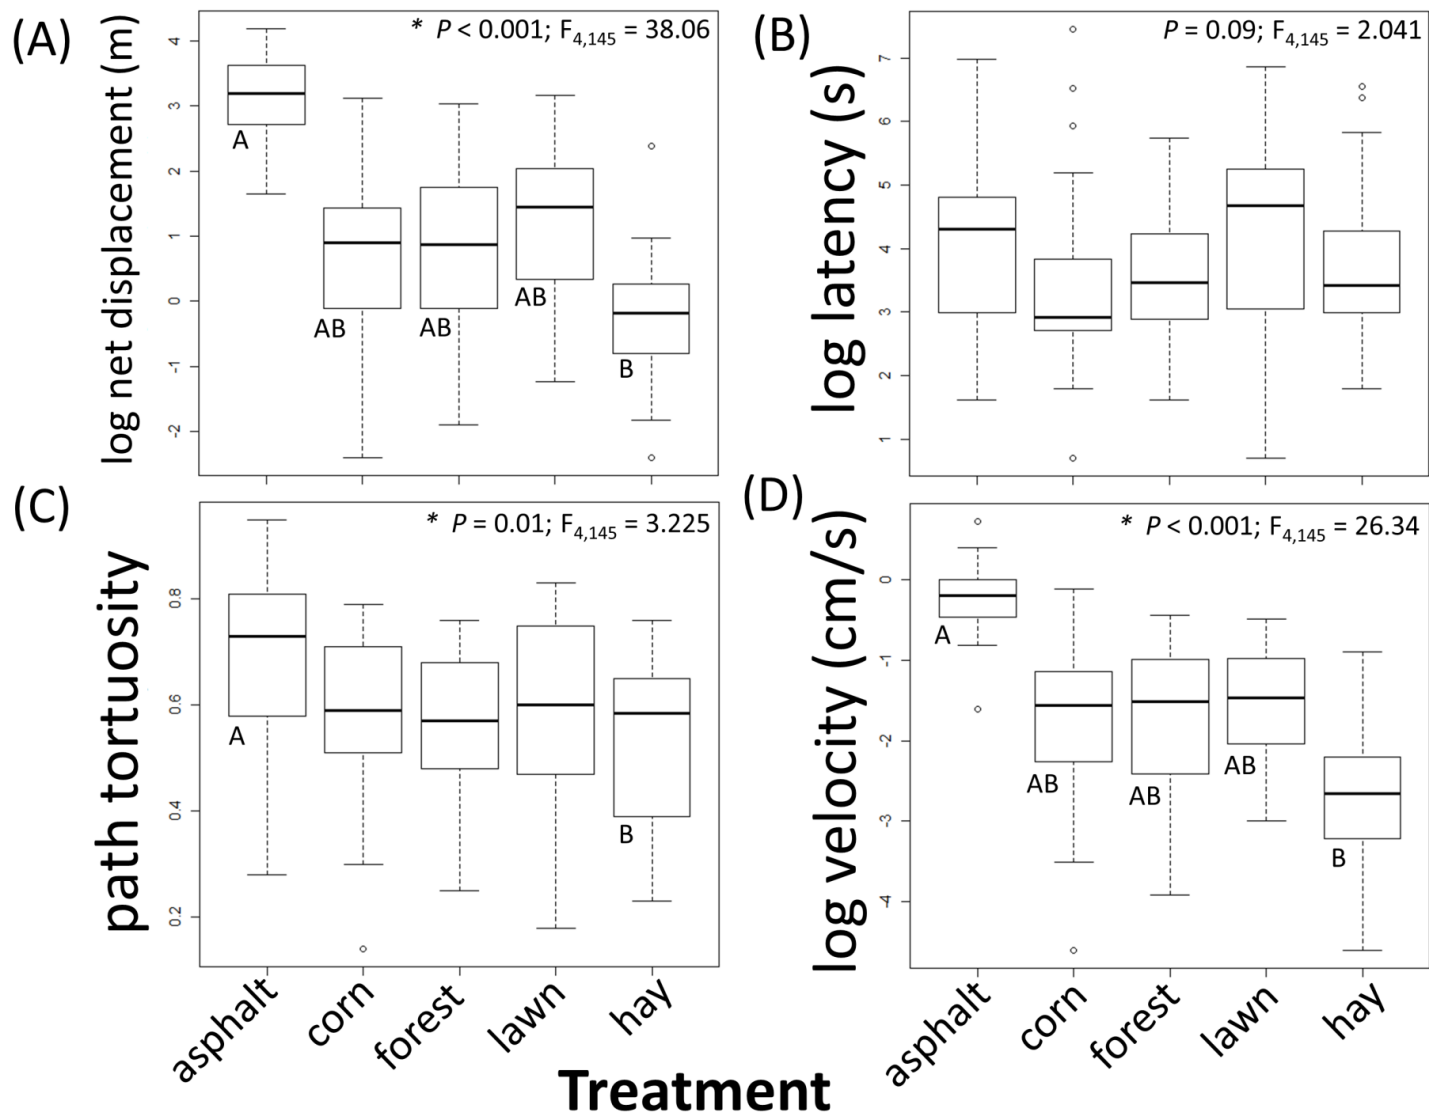 (A)
log net displacement (m)
* P < 0.001; F4,145 = 38.06
4
3
2
1
0
-1
-2
A
AB
AB
AB
B
(B)
log latency (s)
P = 0.09; F4,145 = 2.041
7
6
5
4
3
2
1
(C)
path tortuosity
* P = 0.01; F4,145 = 3.225
0.8
0.6
0.4
0.2
A
B
asphalt
corn
forest
lawn
hay
(D)
log velocity (cm/s)
* P < 0.001; F4,145 = 26.34
0
-1
-2
-3
-4
A
AB
AB
AB
B
asphalt
corn
forest
lawn
hay
Treatment